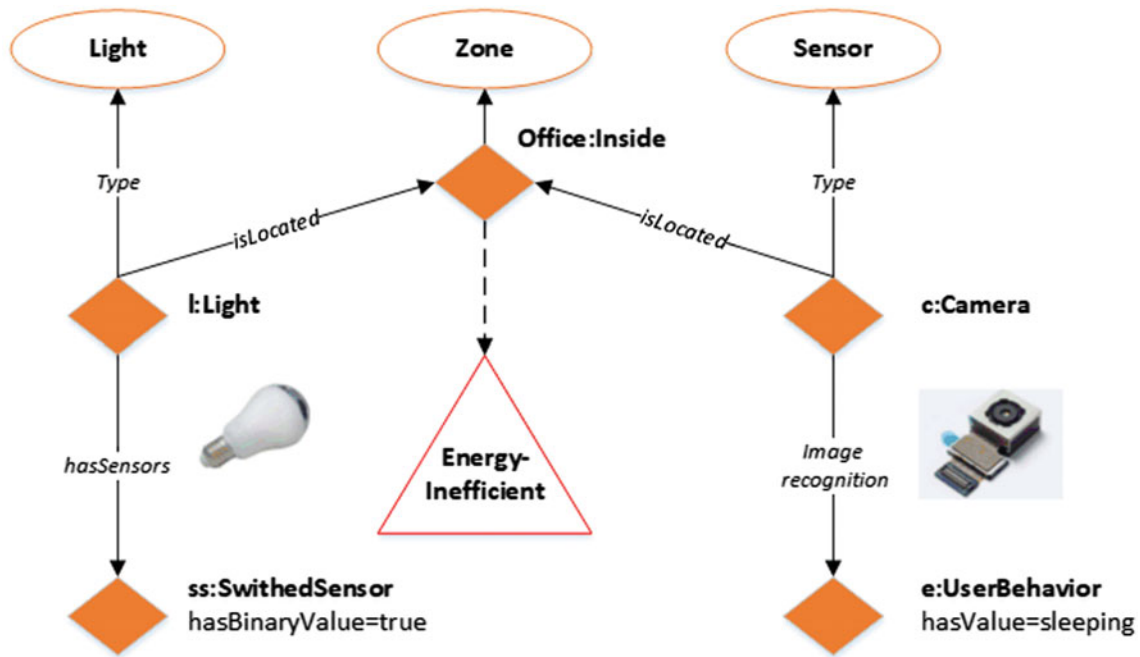 Light
Zone
Sensor
Office:Inside
Type
Type
isLocated
isLocated
l:Light
c:Camera
hasSensors
Energy-
Inefficient
Image
recognition
ss:SwithedSensor
hasBinaryValue=true
e:UserBehavior
hasValue=sleeping